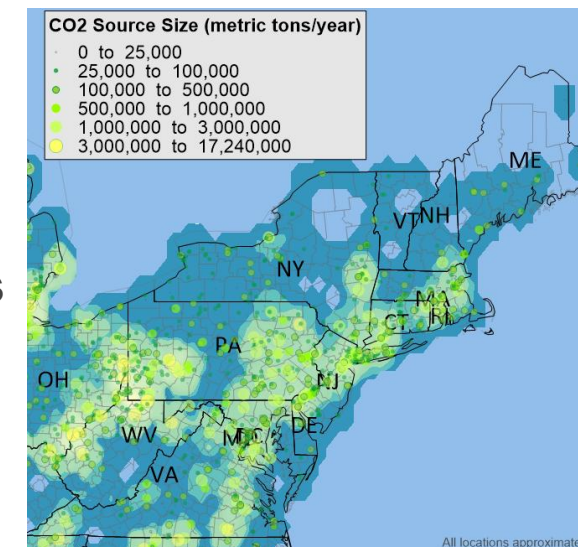 CO2 Source Size (metric tons/year)
0 to 25,000
25,000 to 100,000
100,000 to 500,000
500,000 to 1,000,000
1,000,000 to 3,000,000
3,000,000 to 17,240,000
ME
VT NH
NY
MA
s
CT RI
PA
OH
NJ
WV
DE
VA
All locations approximate